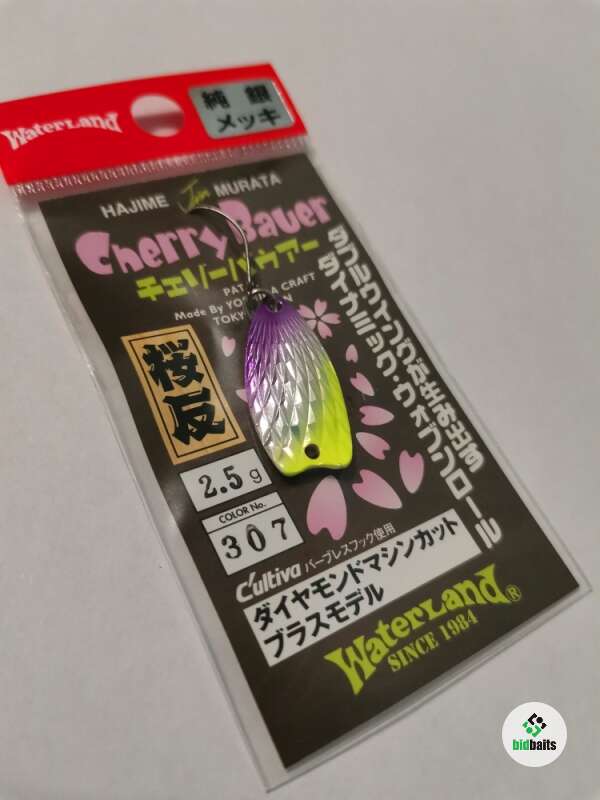 WaterLand
純銀
メッキ
HAJIME Jim MURATA
Cherry Bauer
チェリーバウアー
PAT
Made By YO A CRAFT
TOKY
ダブルウイングが生み出す
ダイナミック・ウォブンロール
桜反
2.5g
COLOR No.
307
C'ultiva バーブレスフック使用
ダイヤモンドマシンカット
ブラスモデル
WaterLand®
SINCE 1984
bidbaits